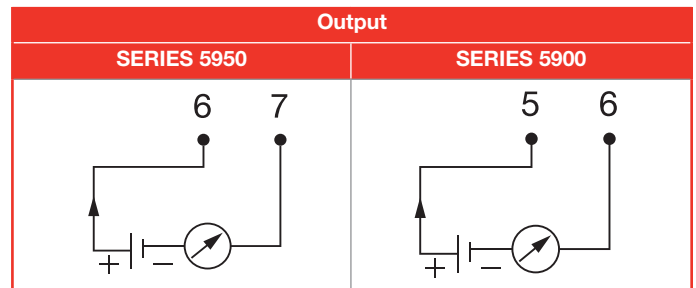 Output
SERIES 5950 SERIES 5900
6 7 5 6
+ − + −